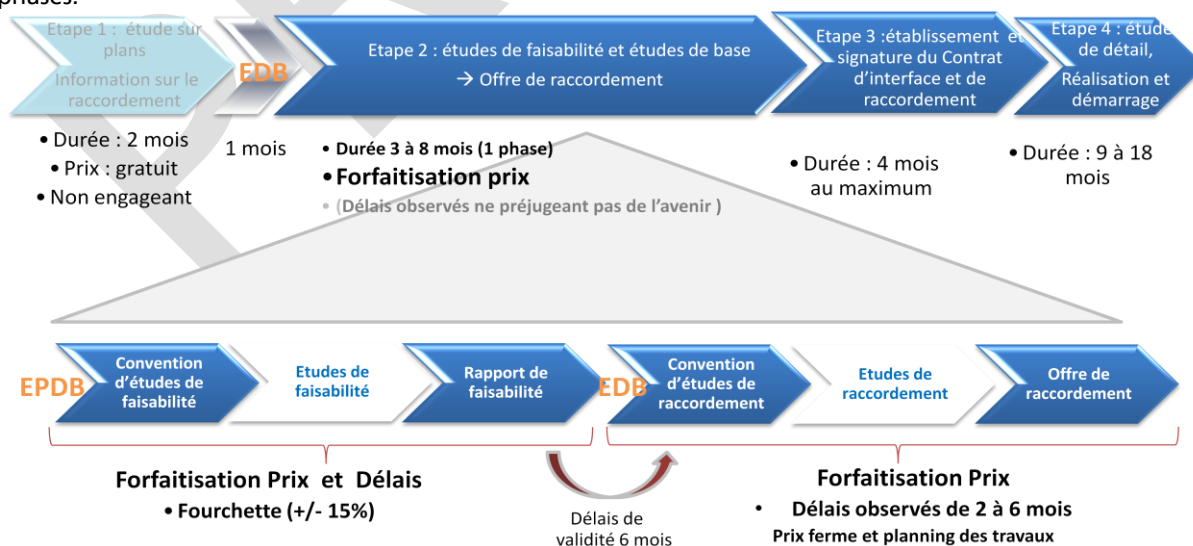 phases.
Etape 1 : étude sur
plans
Information sur le
raccordement
EDB
Etape 2 : études de faisabilité et études de base
→ Offre de raccordement
Etape 3 :établissement et
signature du Contrat
d'interface et de
raccordement
Etape 4 : étude
de détail,
Réalisation et
démarrage
• Durée : 2 mois
• Prix : gratuit
• Non engageant
1 mois
• Durée 3 à 8 mois (1 phase)
• Forfaitisation prix
• (Délais observés ne préjugeant pas de l'avenir )
• Durée : 4 mois
au maximum
• Durée : 9 à 18
mois
EPDB
Convention
d'études de
faisabilité
Etudes de
faisabilité
Rapport de
faisabilité
EDB
Convention
d'études de
raccordement
Etudes de
raccordement
Offre de
raccordement
Forfaitisation Prix et Délais
• Fourchette (+/- 15%)
Délais de
validité 6 mois
Forfaitisation Prix
• Délais observés de 2 à 6 mois
Prix ferme et planning des travaux